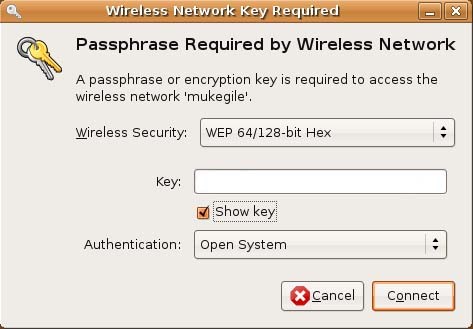 Wireless Network Key Required
Passphrase Required by Wireless Network
A passphrase or encryption key is required to access the
wireless network 'mukegile'.
Wireless Security: WEP 64/128-bit Hex
Key:
Show key
Authentication: Open System
Cancel Connect